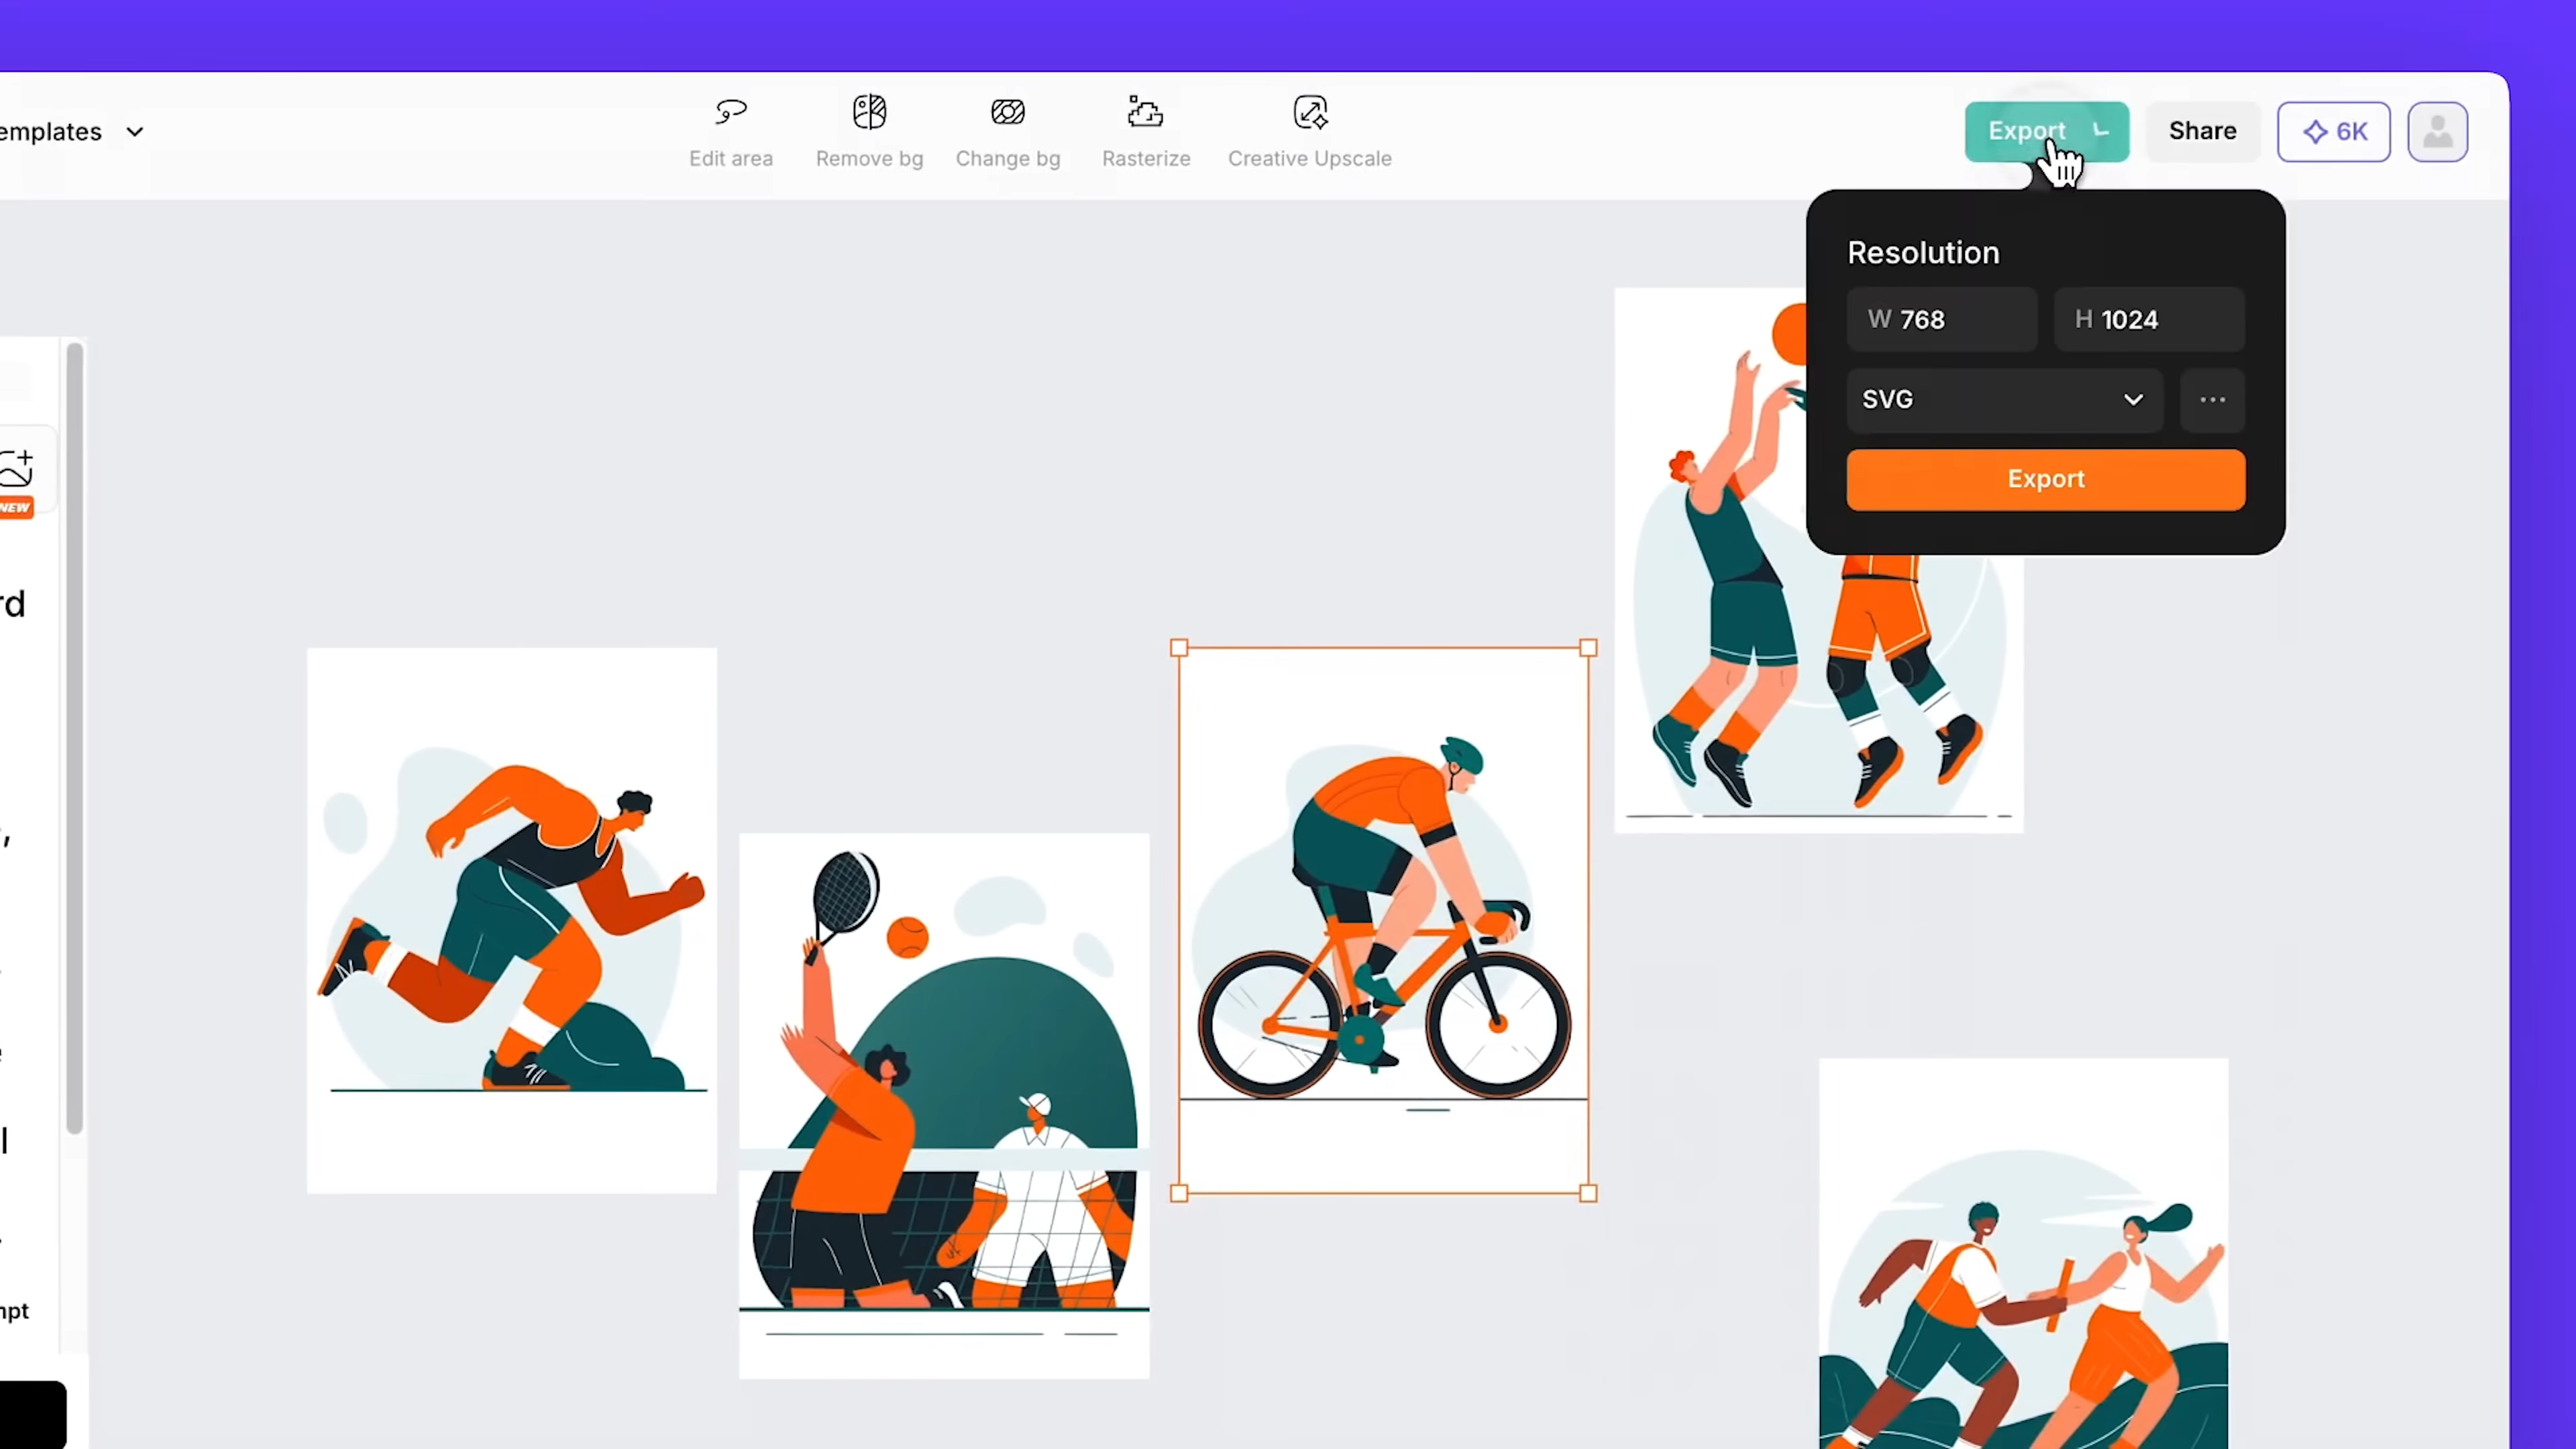 emplates
Edit area
Remove bg
Change bg
Rasterize
Creative Upscale
Export
Share
6K
Resolution
W 768
H 1024
SVG
Export
NEW
rd
,
l
mpt